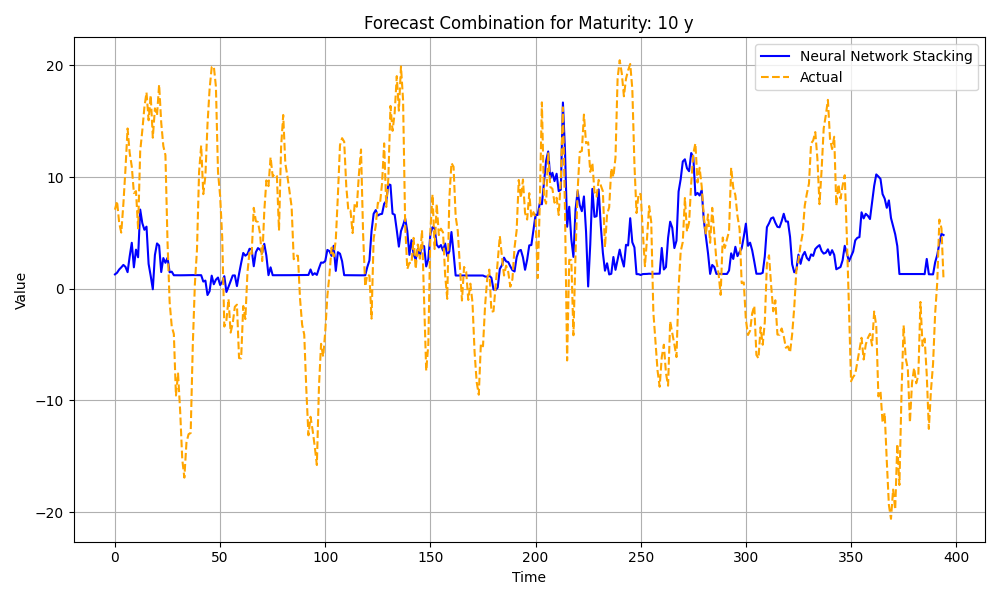 Forecast Combination for Maturity: 10 y
Neural Network Stacking
Actual
Value
20
10
0
−10
−20
0 50 100 150 200 250 300 350 400
Time